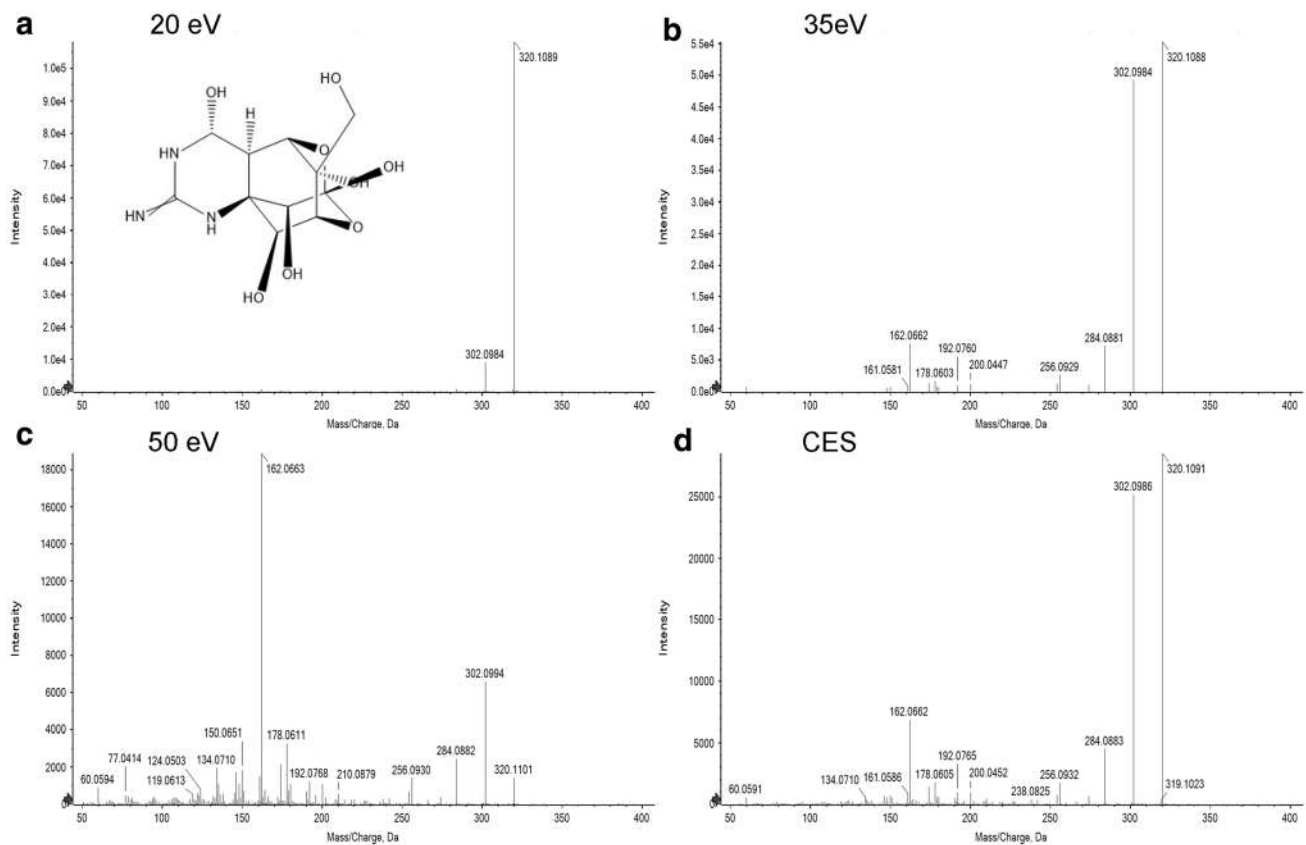 a 20 eV
320.1089
1.0e5
9.0e4
8.0e4
7.0e4
6.0e4
5.0e4
4.0e4
3.0e4
2.0e4
1.0e4
0.0e0
Intensity
HO
OH
H
HN
O
OH
OH
HN
N
H
O
OH
HO
302.0984
50 100 150 200 250 300 350 400
Mass/Charge, Da
b 35eV
320.1088
302.0984
5.5e4
5.0e4
4.5e4
4.0e4
3.5e4
3.0e4
2.5e4
2.0e4
1.5e4
1.0e4
5.0e3
0.0e0
Intensity
162.0662
192.0760
161.0581
178.0603
200.0447
256.0929
284.0881
50 100 150 200 250 300 350 400
Mass/Charge, Da
c 50 eV
162.0663
18000
16000
14000
12000
10000
8000
6000
4000
2000
0
Intensity
302.0994
150.0651
178.0611
284.0882
77.0414
124.0503
134.0710
60.0594
119.0613
192.0768
210.0879
256.0930
320.1101
50 100 150 200 250 300 350 400
Mass/Charge, Da
d CES
320.1091
302.0986
25000
20000
15000
10000
5000
0
Intensity
162.0662
284.0883
192.0765
134.0710
161.0586
178.0605
200.0452
256.0932
60.0591
238.0825
319.1023
50 100 150 200 250 300 350 400
Mass/Charge, Da